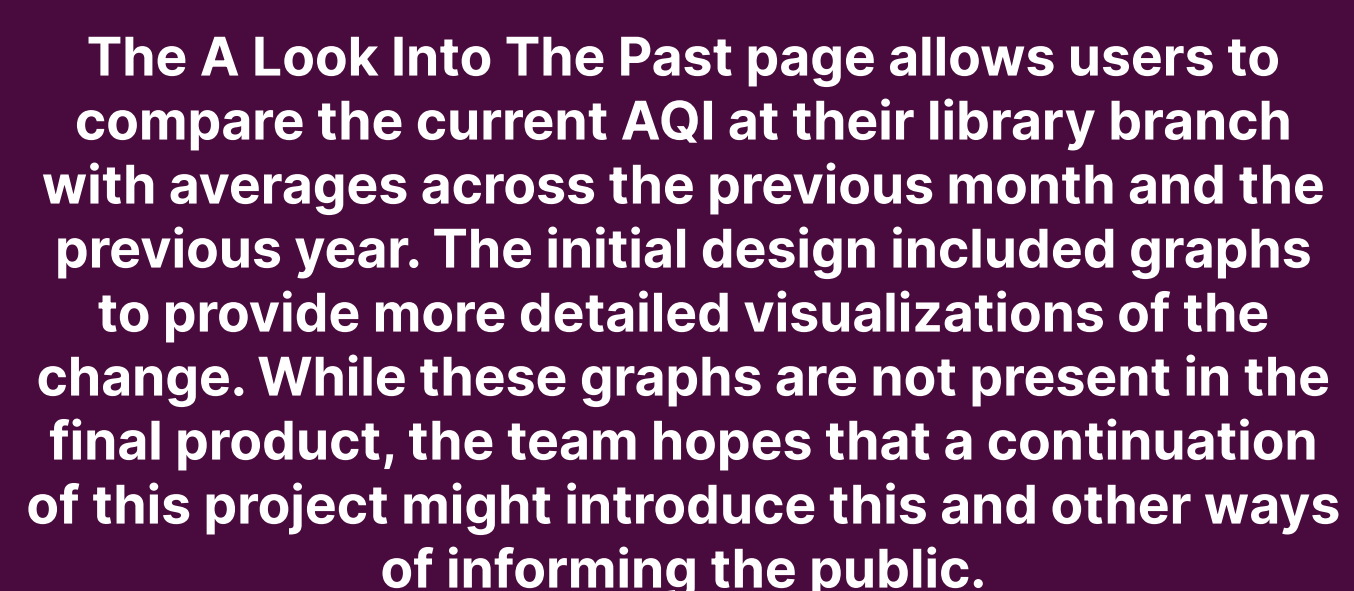 The A Look Into The Past page allows users to
compare the current AQI at their library branch
with averages across the previous month and the
previous year. The initial design included graphs
to provide more detailed visualizations of the
change. While these graphs are not present in the
final product, the team hopes that a continuation
of this project might introduce this and other ways
of informing the public.